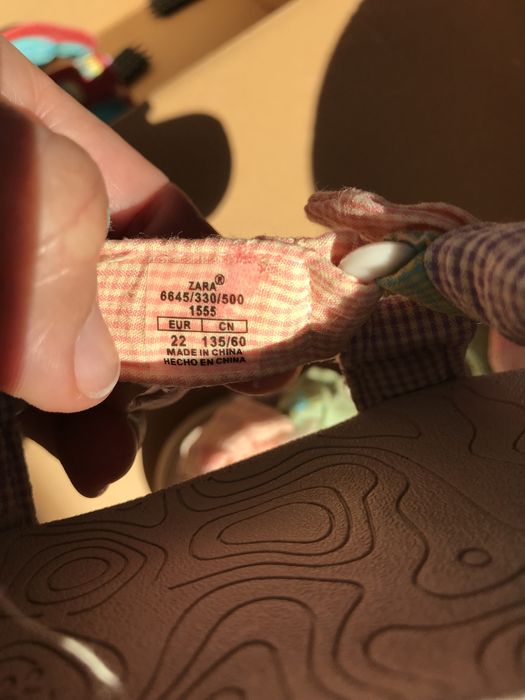 ZARA®
6645/330/500
1555
EUR CN
22 135/60
MADE IN CHINA
HECHO EN CHINA